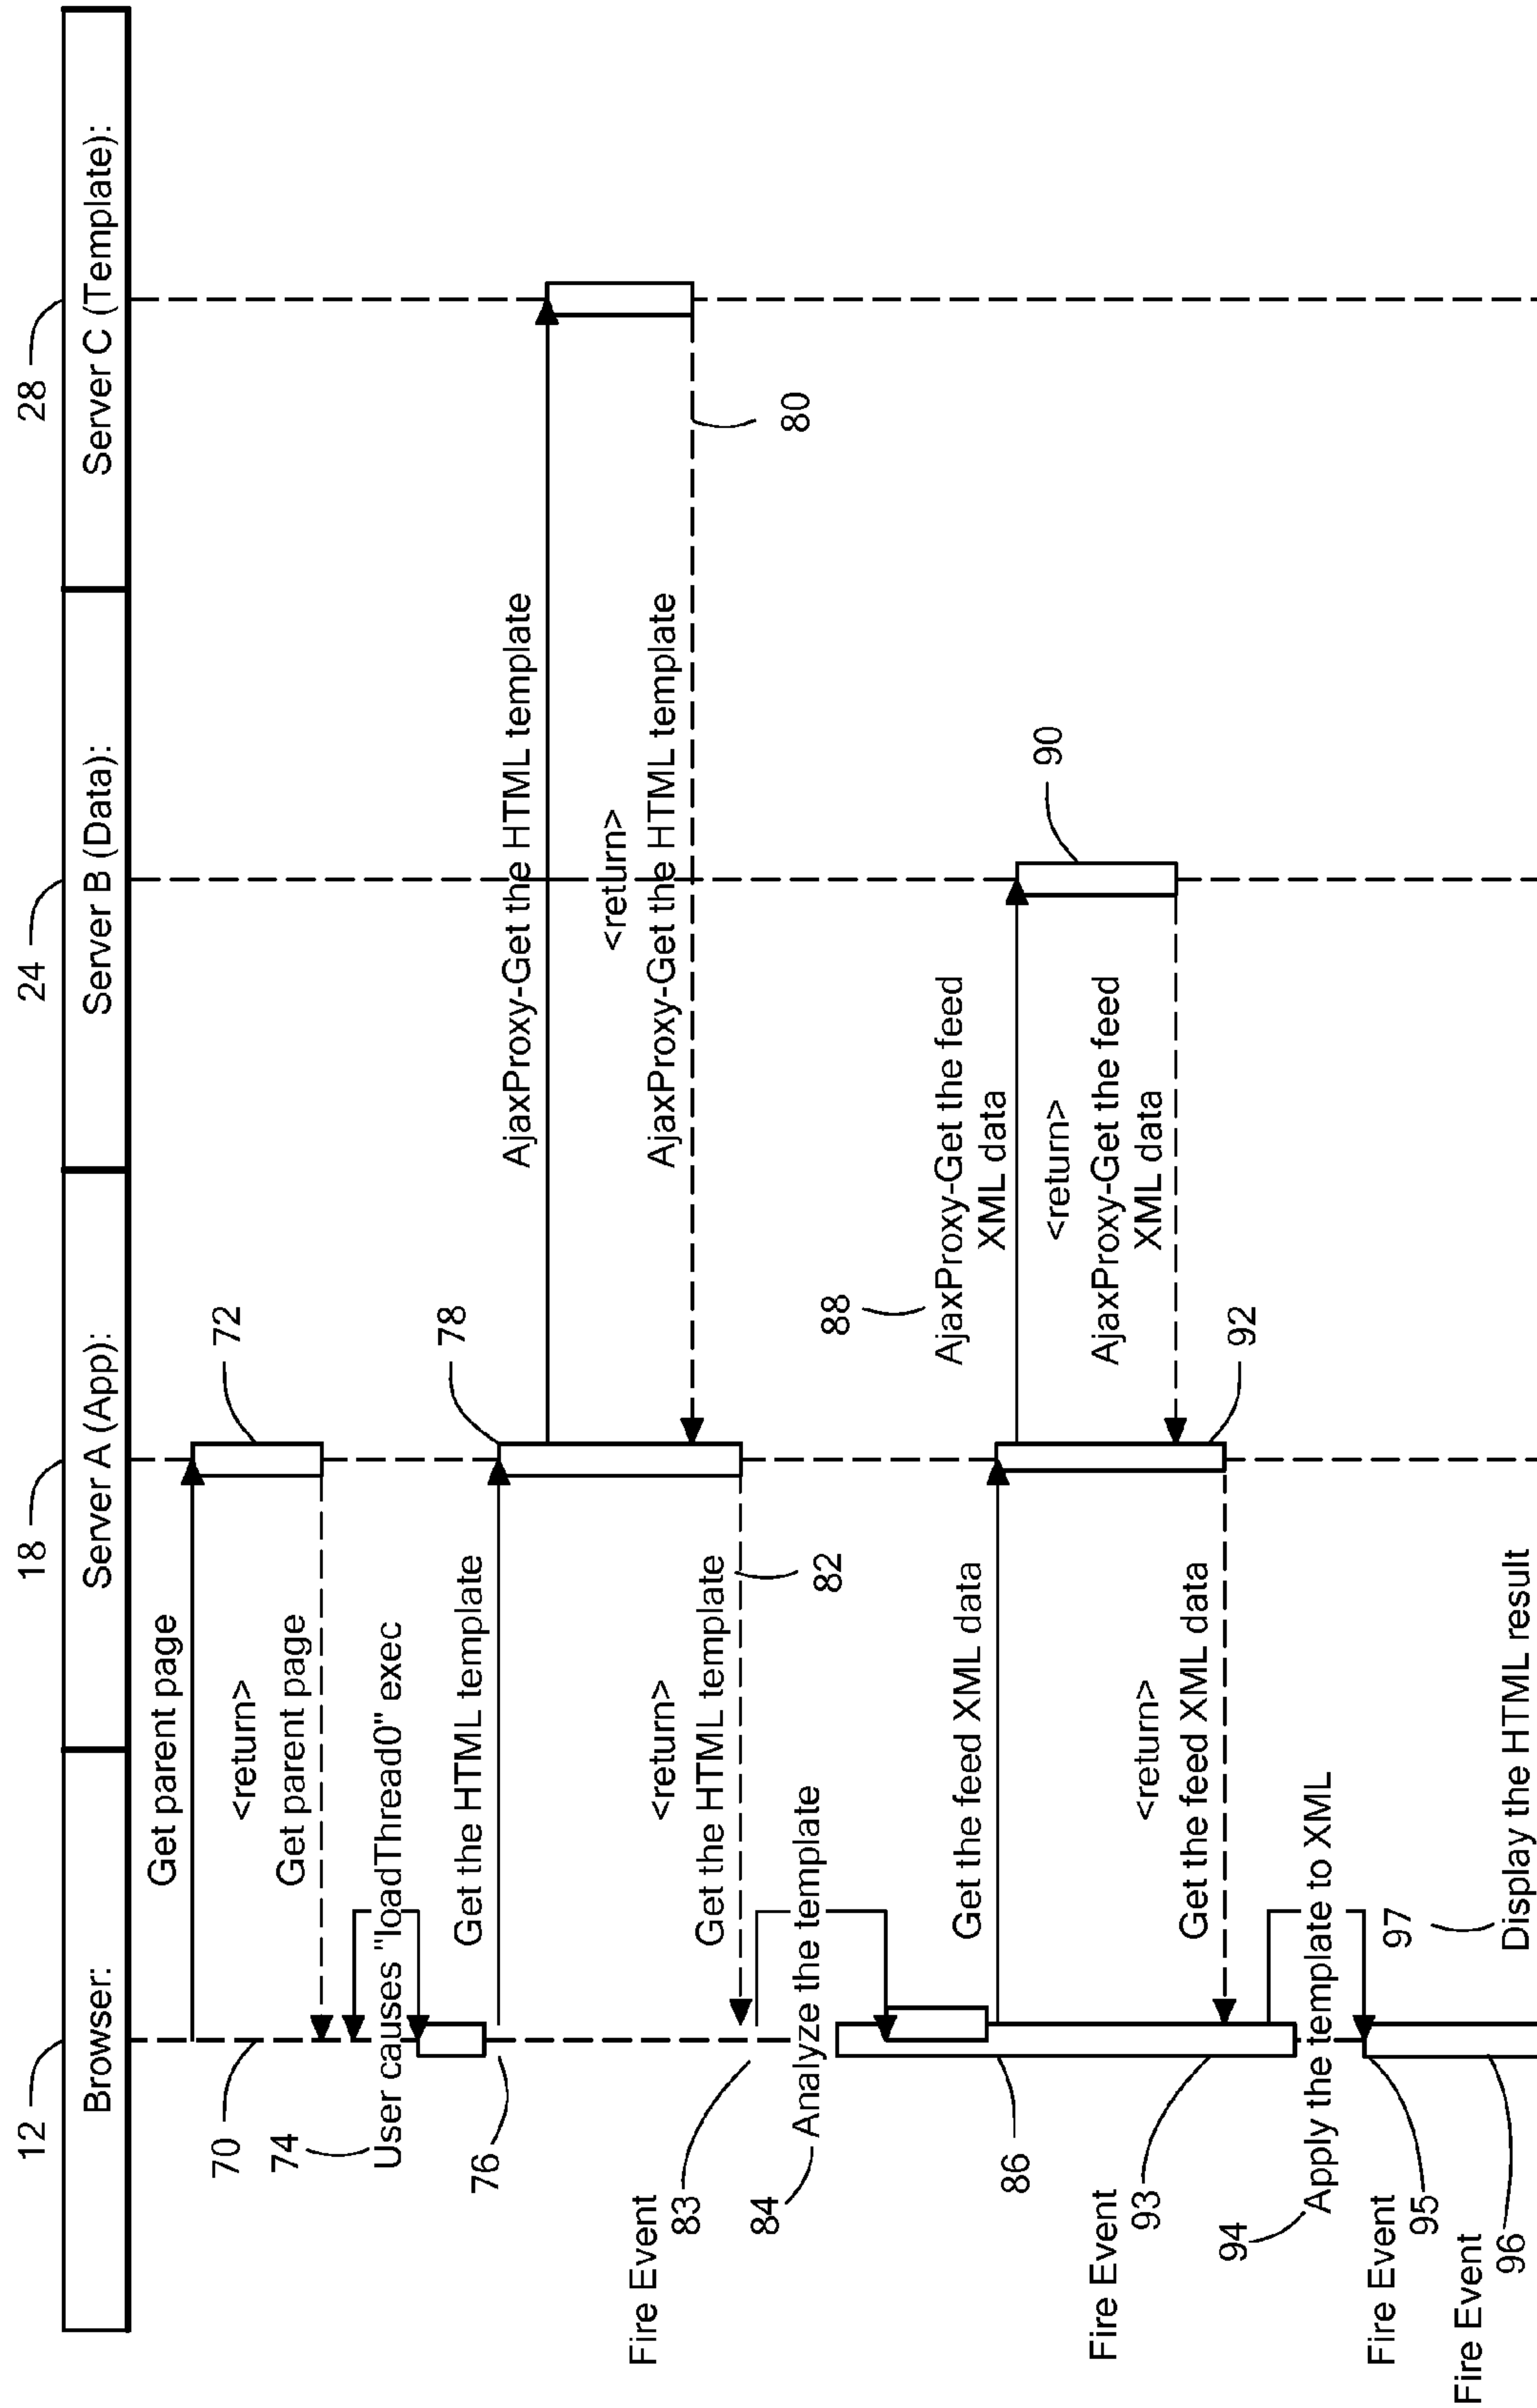 12
18
24
28
Browser:
Server A (App):
Server B (Data):
Server C (Template):
Get parent page
70
72
<return>
Get parent page
74
User causes "loadThread0" exec
76
Get the HTML template
78
AjaxProxy-Get the HTML template
<return>
AjaxProxy-Get the HTML template
80
Fire Event
83
<return>
Get the HTML template
82
84
Analyze the template
88
AjaxProxy-Get the feed
XML data
90
86
Get the feed XML data
<return>
AjaxProxy-Get the feed
XML data
Fire Event
93
<return>
Get the feed XML data
92
94
Apply the template to XML
Fire Event
95
97
Fire Event
96
Display the HTML result